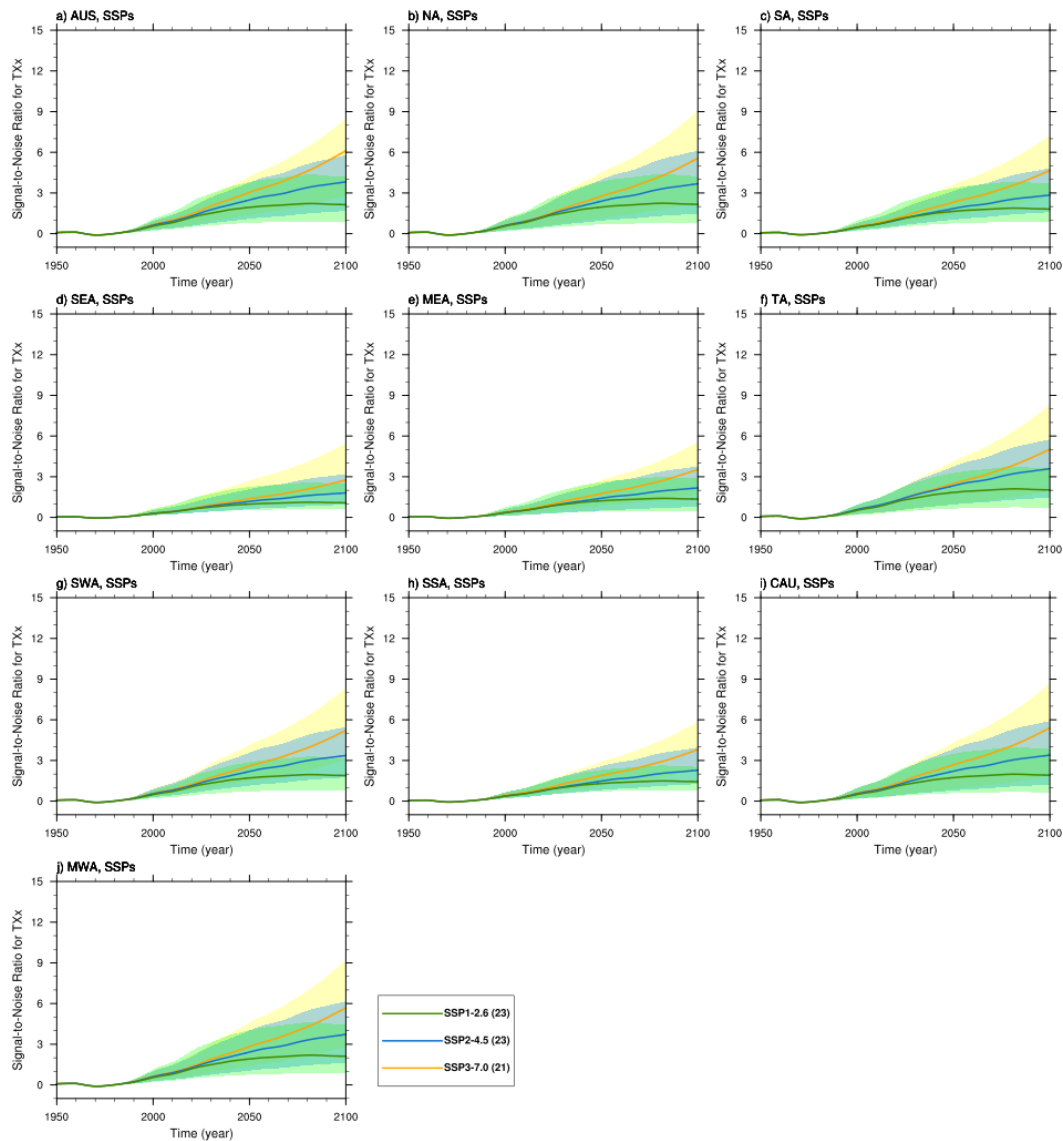 a) AUS, SSPs
b) NA, SSPs
c) SA, SSPs
Signal-to-Noise Ratio for TXx
15
12
9
6
3
0
1950 2000 2050 2100
Time (year)
Signal-to-Noise Ratio for TXx
15
12
9
6
3
0
1950 2000 2050 2100
Time (year)
Signal-to-Noise Ratio for TXx
15
12
9
6
3
0
1950 2000 2050 2100
Time (year)
d) SEA, SSPs
e) MEA, SSPs
f) TA, SSPs
Signal-to-Noise Ratio for TXx
15
12
9
6
3
0
1950 2000 2050 2100
Time (year)
Signal-to-Noise Ratio for TXx
15
12
9
6
3
0
1950 2000 2050 2100
Time (year)
Signal-to-Noise Ratio for TXx
15
12
9
6
3
0
1950 2000 2050 2100
Time (year)
g) SWA, SSPs
h) SSA, SSPs
i) CAU, SSPs
Signal-to-Noise Ratio for TXx
15
12
9
6
3
0
1950 2000 2050 2100
Time (year)
Signal-to-Noise Ratio for TXx
15
12
9
6
3
0
1950 2000 2050 2100
Time (year)
Signal-to-Noise Ratio for TXx
15
12
9
6
3
0
1950 2000 2050 2100
Time (year)
j) MWA, SSPs
Signal-to-Noise Ratio for TXx
15
12
9
6
3
0
1950 2000 2050 2100
Time (year)
SSP1-2.6 (23)
SSP2-4.5 (23)
SSP3-7.0 (21)